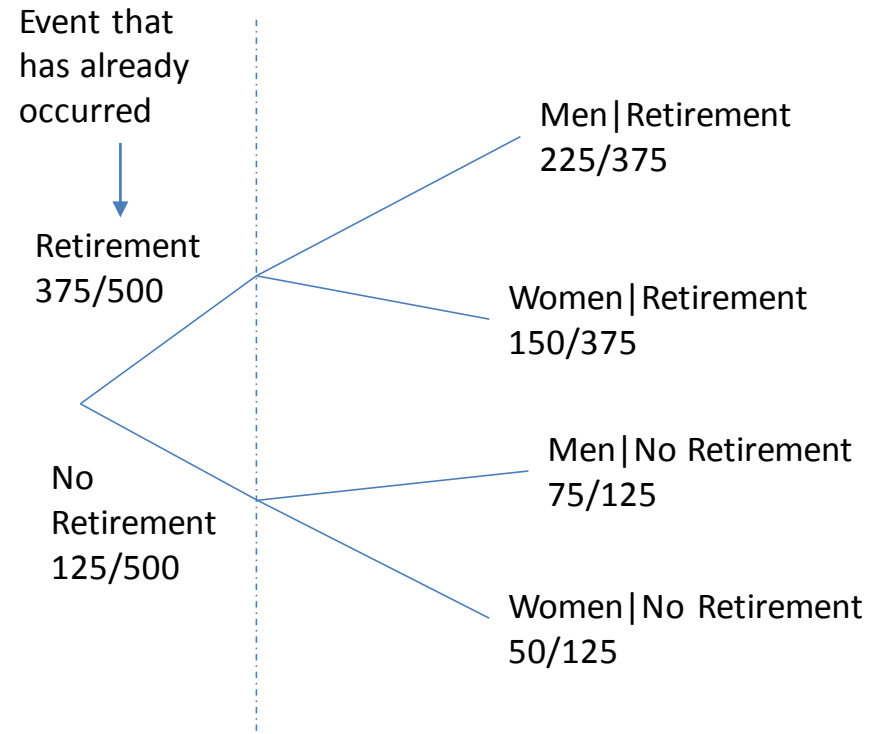 Event that
has already
occurred
Retirement
375/500
No
Retirement
125/500
Men|Retirement
225/375
Women|Retirement
150/375
Men|No Retirement
75/125
Women|No Retirement
50/125